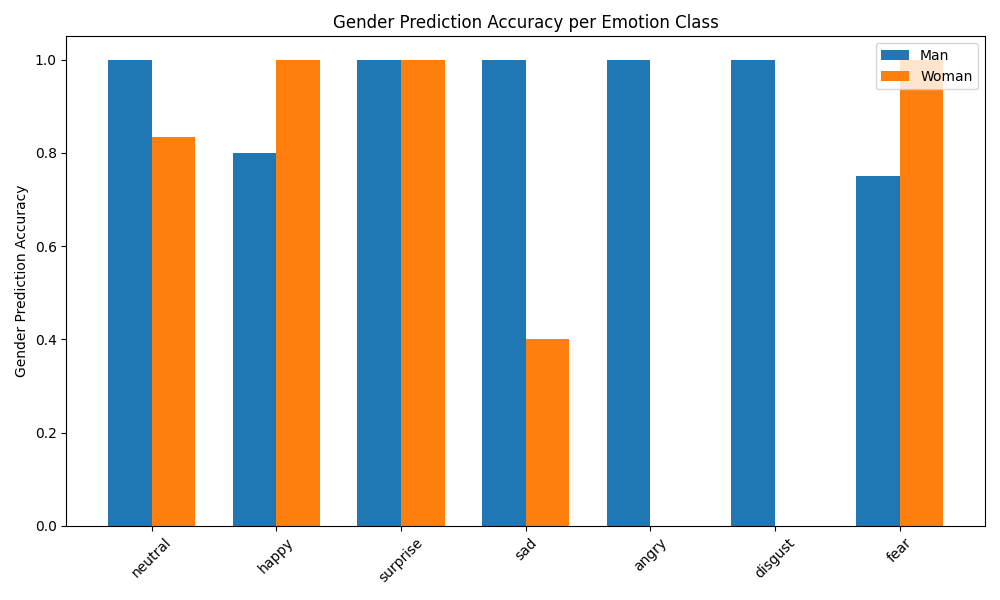 Gender Prediction Accuracy per Emotion Class
Man
Woman
Gender Prediction Accuracy
1.0
0.8
0.6
0.4
0.2
0.0
neutral
happy
surprise
sad
angry
disgust
fear